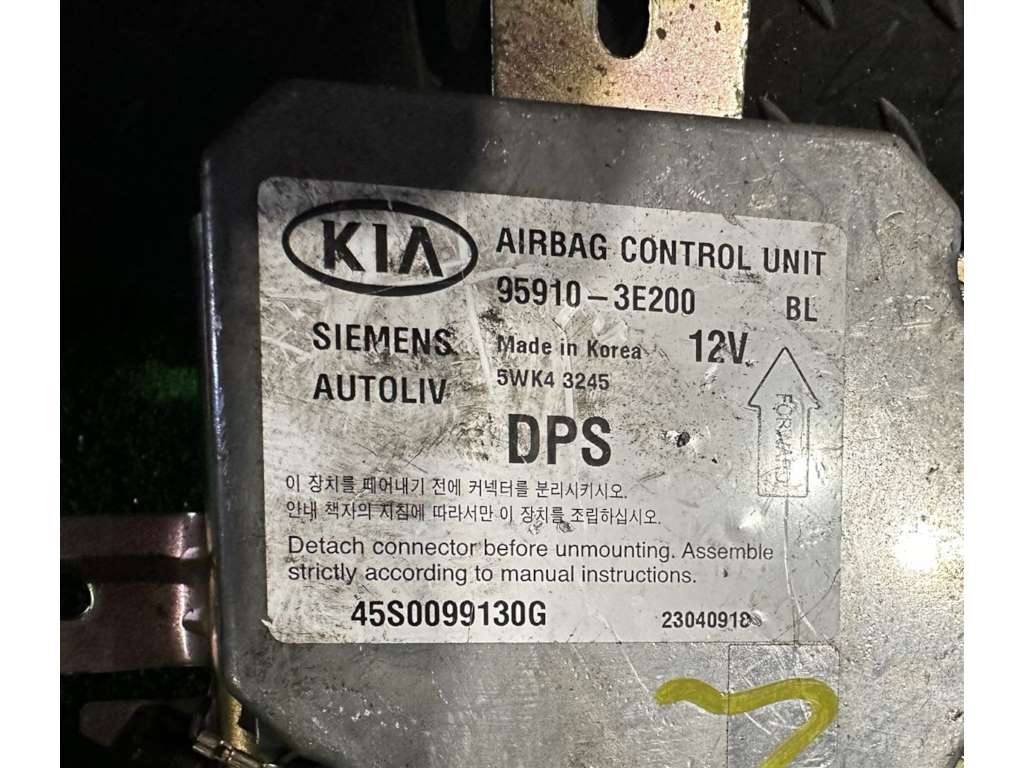 KIA
AIRBAG CONTROL UNIT
95910-3E200 BL
SIEMENS
AUTOLIV
Made in Korea 12V
5WK4 3245
FORWARD
DPS
이 장치를 떼어내기 전에 커넥터를 분리시키시오.
안내 책자의 지침에 따라서만 이 장치를 조립하십시오.
Detach connector before unmounting. Assemble
strictly according to manual instructions.
45S0099130G 23040918